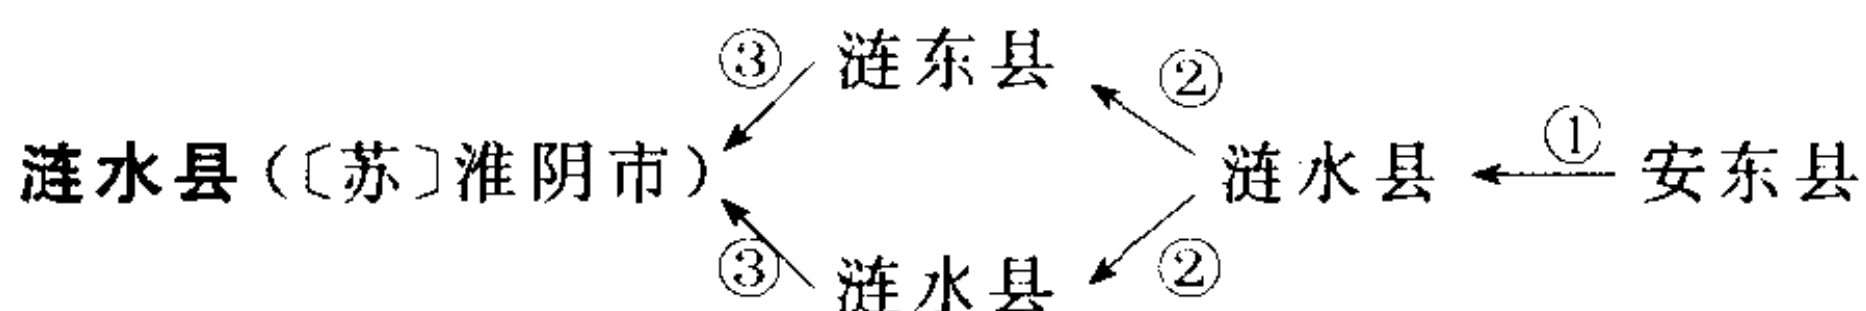 ③ 涟东县 ②
涟水县(〔苏〕淮阴市) 涟水县 ① 安东县
③ 涟水县 ②